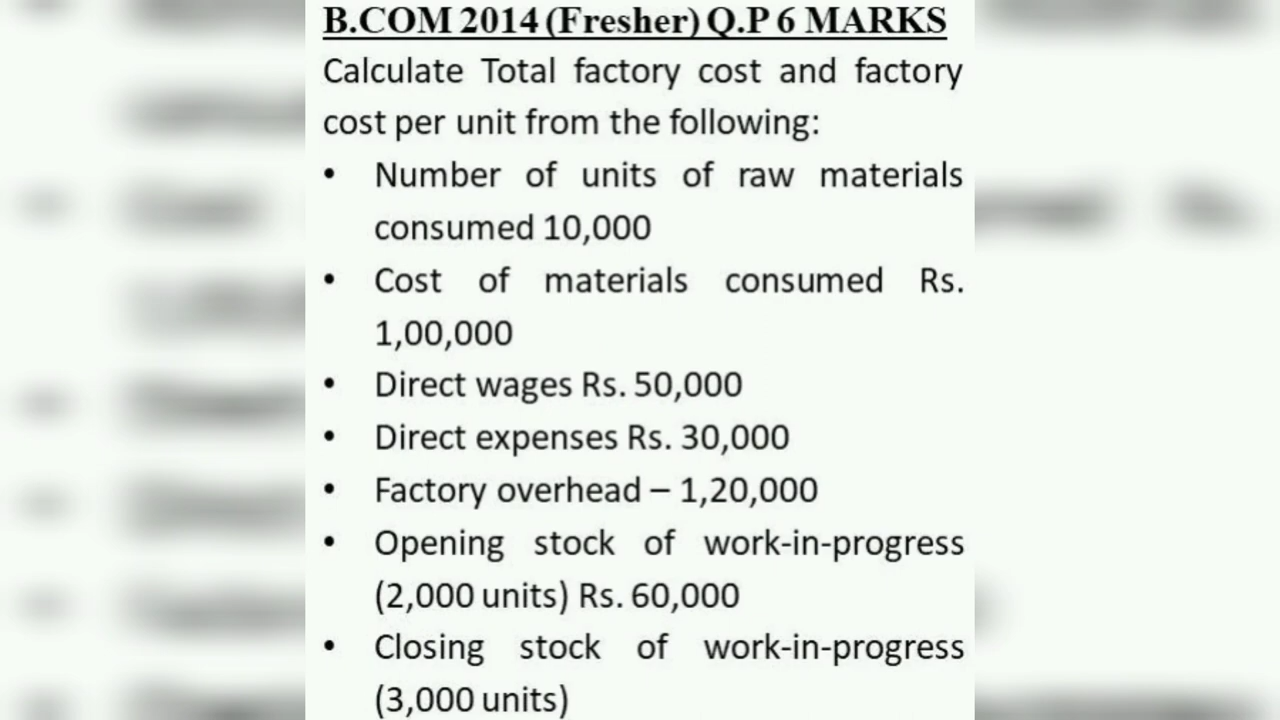 B.COM 2014 (Fresher) Q.P 6 MARKS
Calculate Total factory cost and factory
cost per unit from the following:
• Number of units of raw materials
consumed 10,000
• Cost of materials consumed Rs.
1,00,000
• Direct wages Rs. 50,000
• Direct expenses Rs. 30,000
• Factory overhead – 1,20,000
• Opening stock of work-in-progress
(2,000 units) Rs. 60,000
• Closing stock of work-in-progress
(3,000 units)